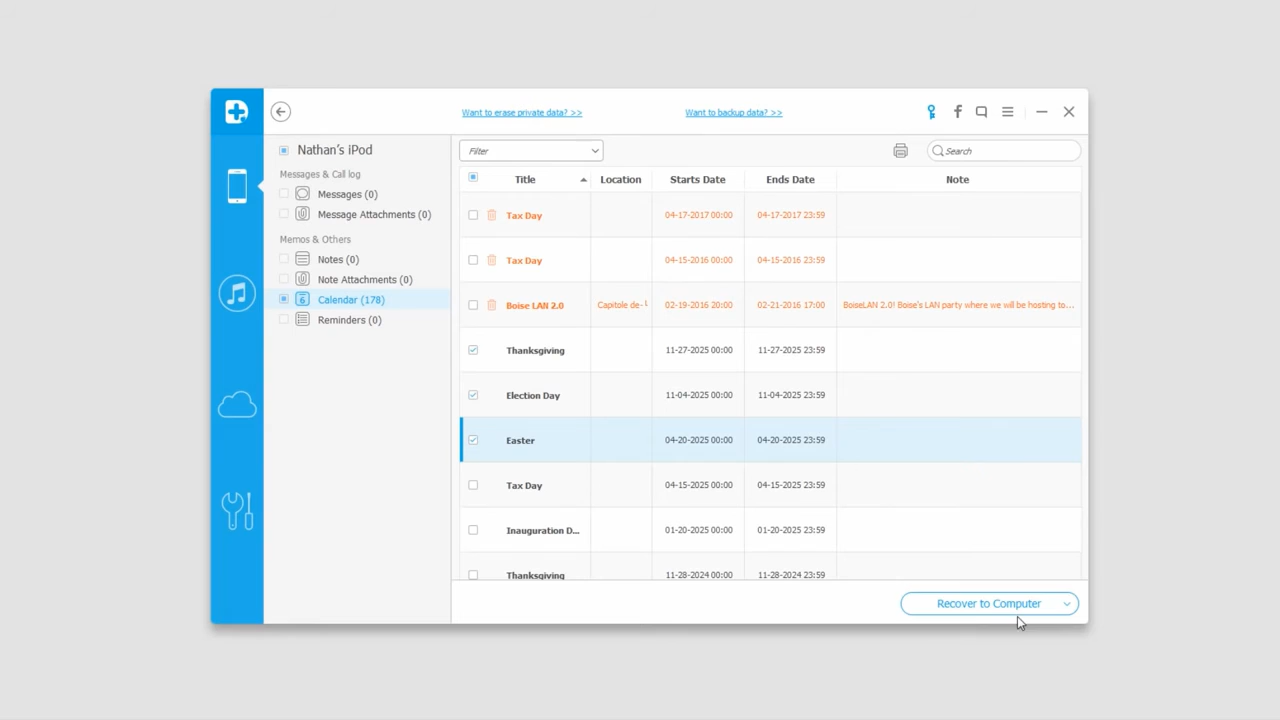 Want to erase private data? >>
Want to backup data? >>
Nathan's iPod
Messages & Call log
Messages (0)
Message Attachments (0)
Memos & Others
Notes (0)
Note Attachments (0)
6 Calendar (178)
Reminders (0)
Filter
Search
Title Location Starts Date Ends Date Note
Tax Day 04-17-2017 00:00 04-17-2017 23:59
Tax Day 04-15-2016 00:00 04-15-2016 23:59
Boise LAN 2.0 Capitole de- 02-19-2016 20:00 02-21-2016 17:00 BoiseLAN 2.0! Boise's LAN party where we will be hosting to...
Thanksgiving 11-27-2025 00:00 11-27-2025 23:59
Election Day 11-04-2025 00:00 11-04-2025 23:59
Easter 04-20-2025 00:00 04-20-2025 23:59
Tax Day 04-15-2025 00:00 04-15-2025 23:59
Inauguration D... 01-20-2025 00:00 01-20-2025 23:59
Thanksgiving 11-28-2024 00:00 11-28-2024 23:59
Recover to Computer